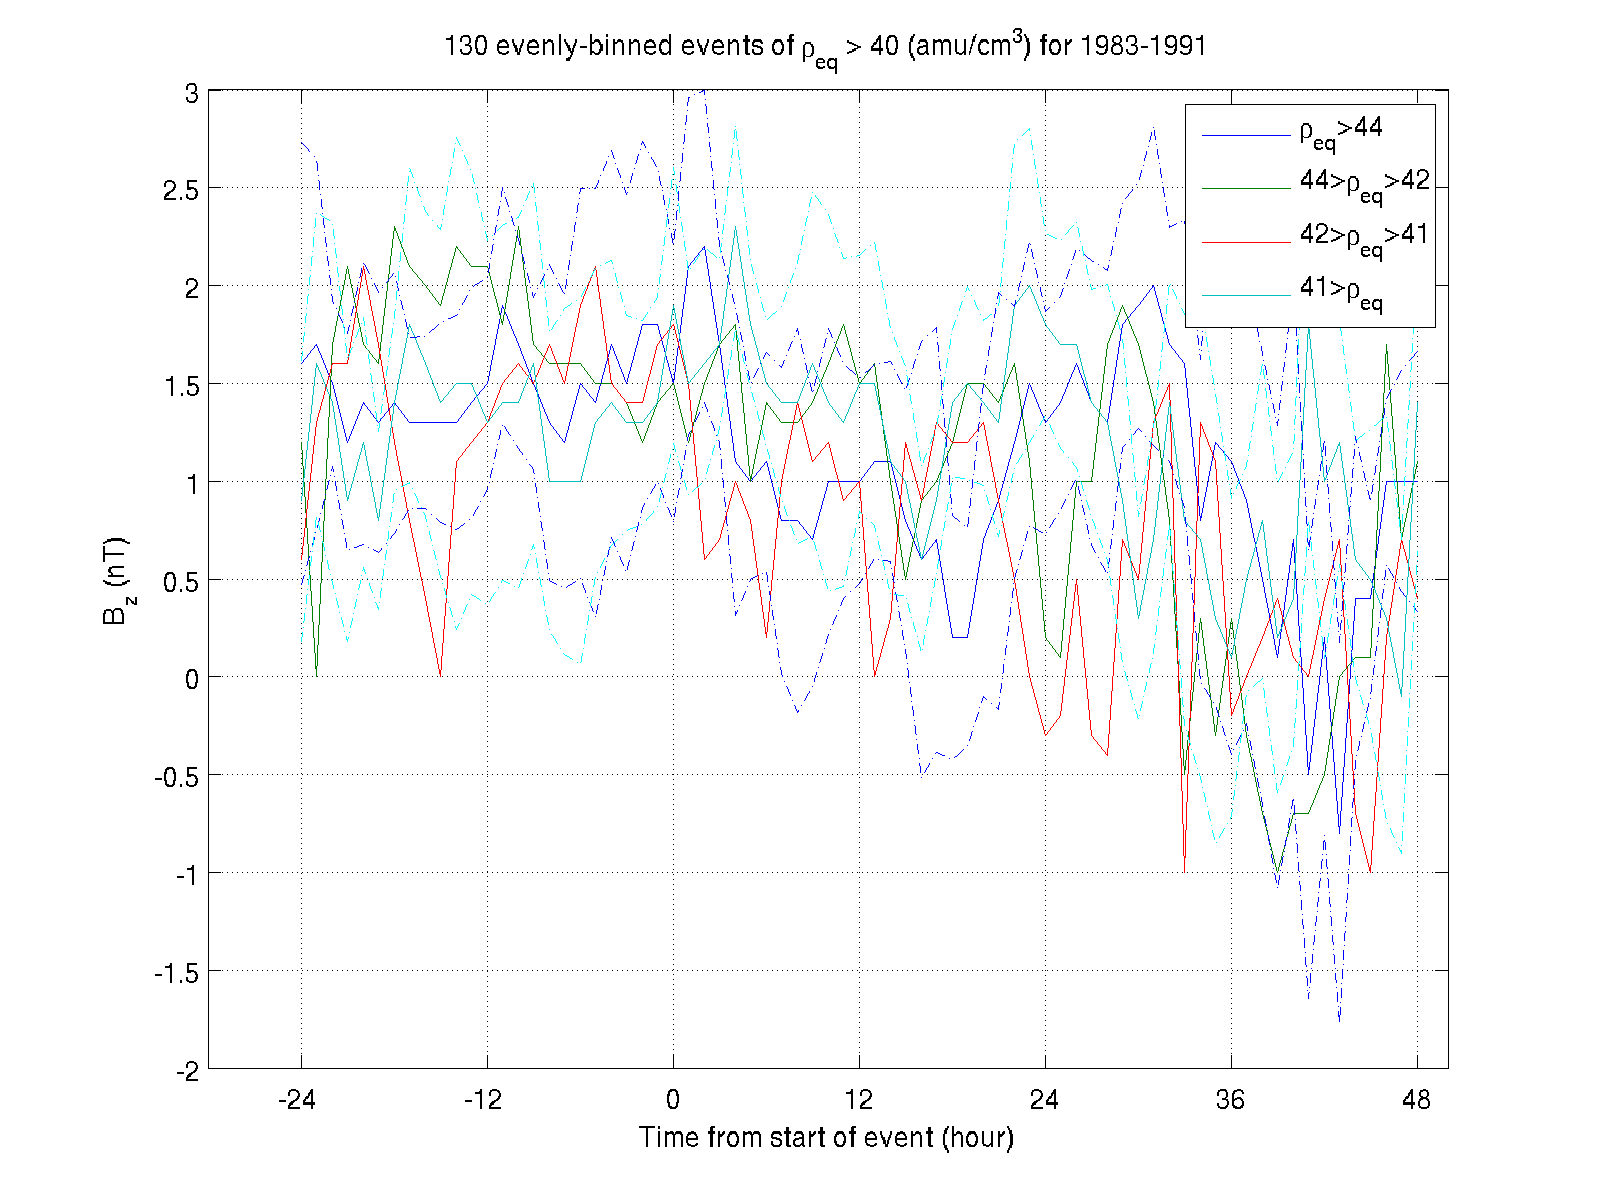 130 evenly-binned events of ρeq > 40 (amu/cm3) for 1983-1991
3
2.5
2
1.5
1
0.5
0
-0.5
-1
-1.5
-2
Bz (nT)
ρeq>44
44>ρeq>42
42>ρeq>41
41>ρeq
-24 -12 0 12 24 36 48
Time from start of event (hour)